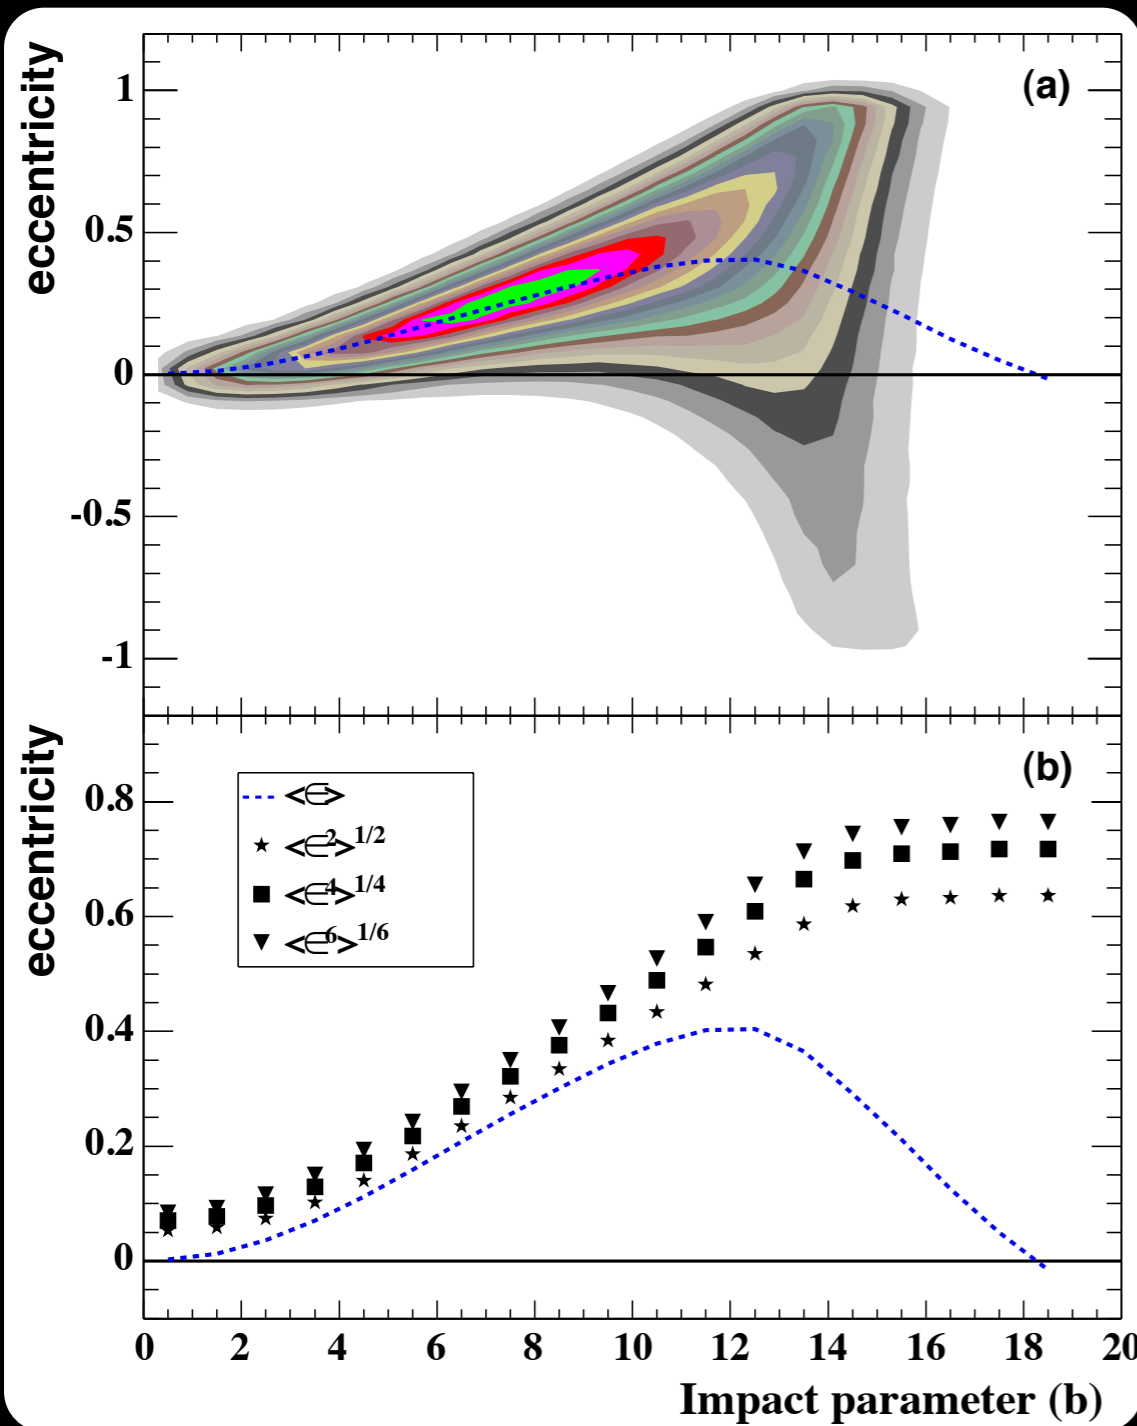 eccentricity
(a)
1
0.5
0
-0.5
-1
eccentricity
(b)
0.8
0.6
0.4
0.2
0
<∈>
<∈²>^1/2
<∈⁴>^1/4
<∈⁶>^1/6
0 2 4 6 8 10 12 14 16 18 20
Impact parameter (b)